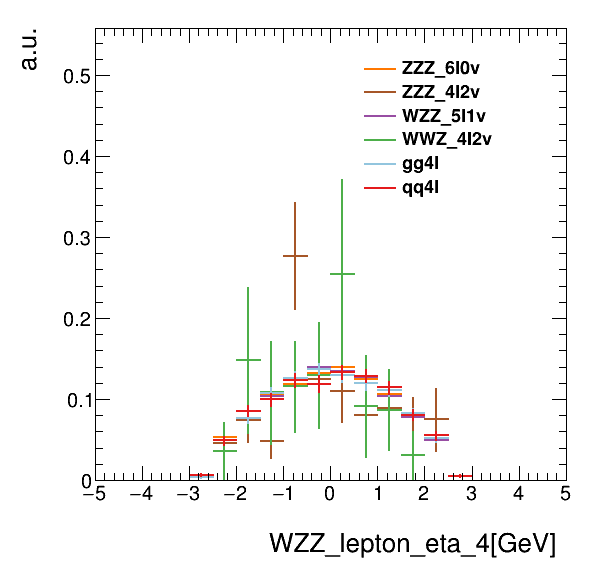 a.u.
0.5
0.4
0.3
0.2
0.1
0
ZZZ_6l0v
ZZZ_4l2v
WZZ_5l1v
WWZ_4l2v
gg4l
qq4l
−5 −4 −3 −2 −1 0 1 2 3 4 5
WZZ_lepton_eta_4[GeV]